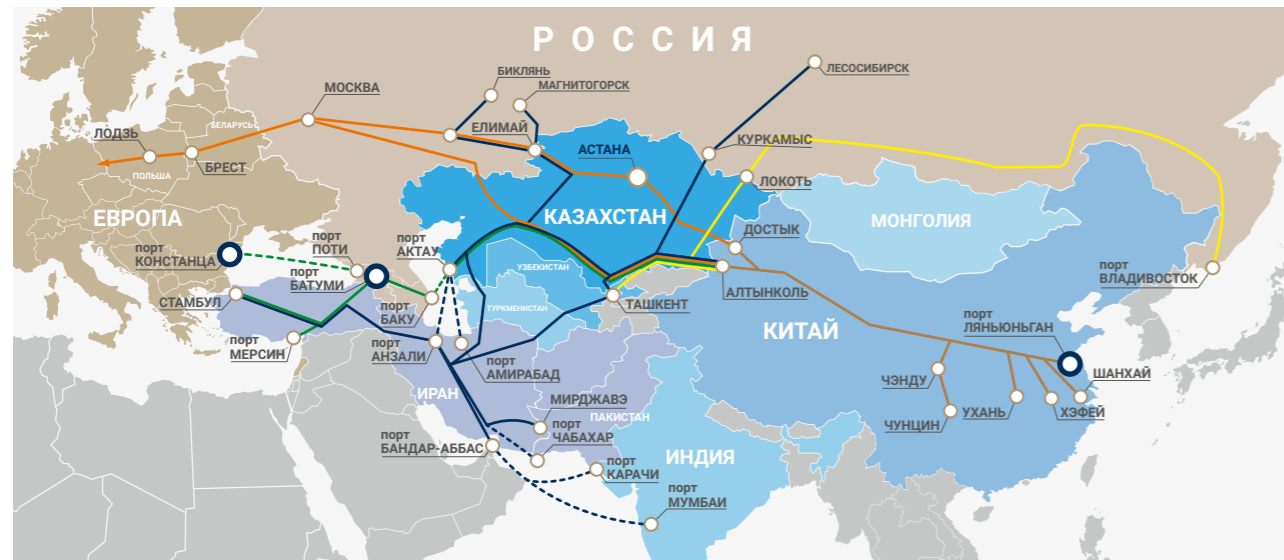 РОССИЯ
БИКЛЯНЬ
МАГНИТОГОРСК
ЛЕСОСИБИРСК
МОСКВА
ЛОДЗЬ
БЕЛАРУСЬ
БРЕСТ
ПОЛЬША
ЕЛИМАЙ
АСТАНА
КУРКАМЫС
ЛОКОТЬ
ЕВРОПА
КАЗАХСТАН
МОНГОЛИЯ
ДОСТЫК
порт
КОНСТАНЦА
порт
ПОТИ
порт
БАТУМИ
порт
АКТАУ
УЗБЕКИСТАН
ТУРКМЕНИСТАН
порт
ВЛАДИВОСТОК
СТАМБУЛ
порт
БАКУ
ТАШКЕНТ
АЛТЫНКОЛЬ
КИТАЙ
порт
ЛЯНЬЮНЬГАН
порт
МЕРСИН
порт
АНЗАЛИ
порт
АМИРАБАД
ЧЭНДУ
ШАНХАЙ
ИРАН
МИРДЖАВЭ
ПАКИСТАН
УХАНЬ
ХЭФЕЙ
ЧУНЦИН
порт
БАНДАР-АББАС
порт
ЧАБАХАР
порт
КАРАЧИ
ИНДИЯ
порт
МУМБАИ